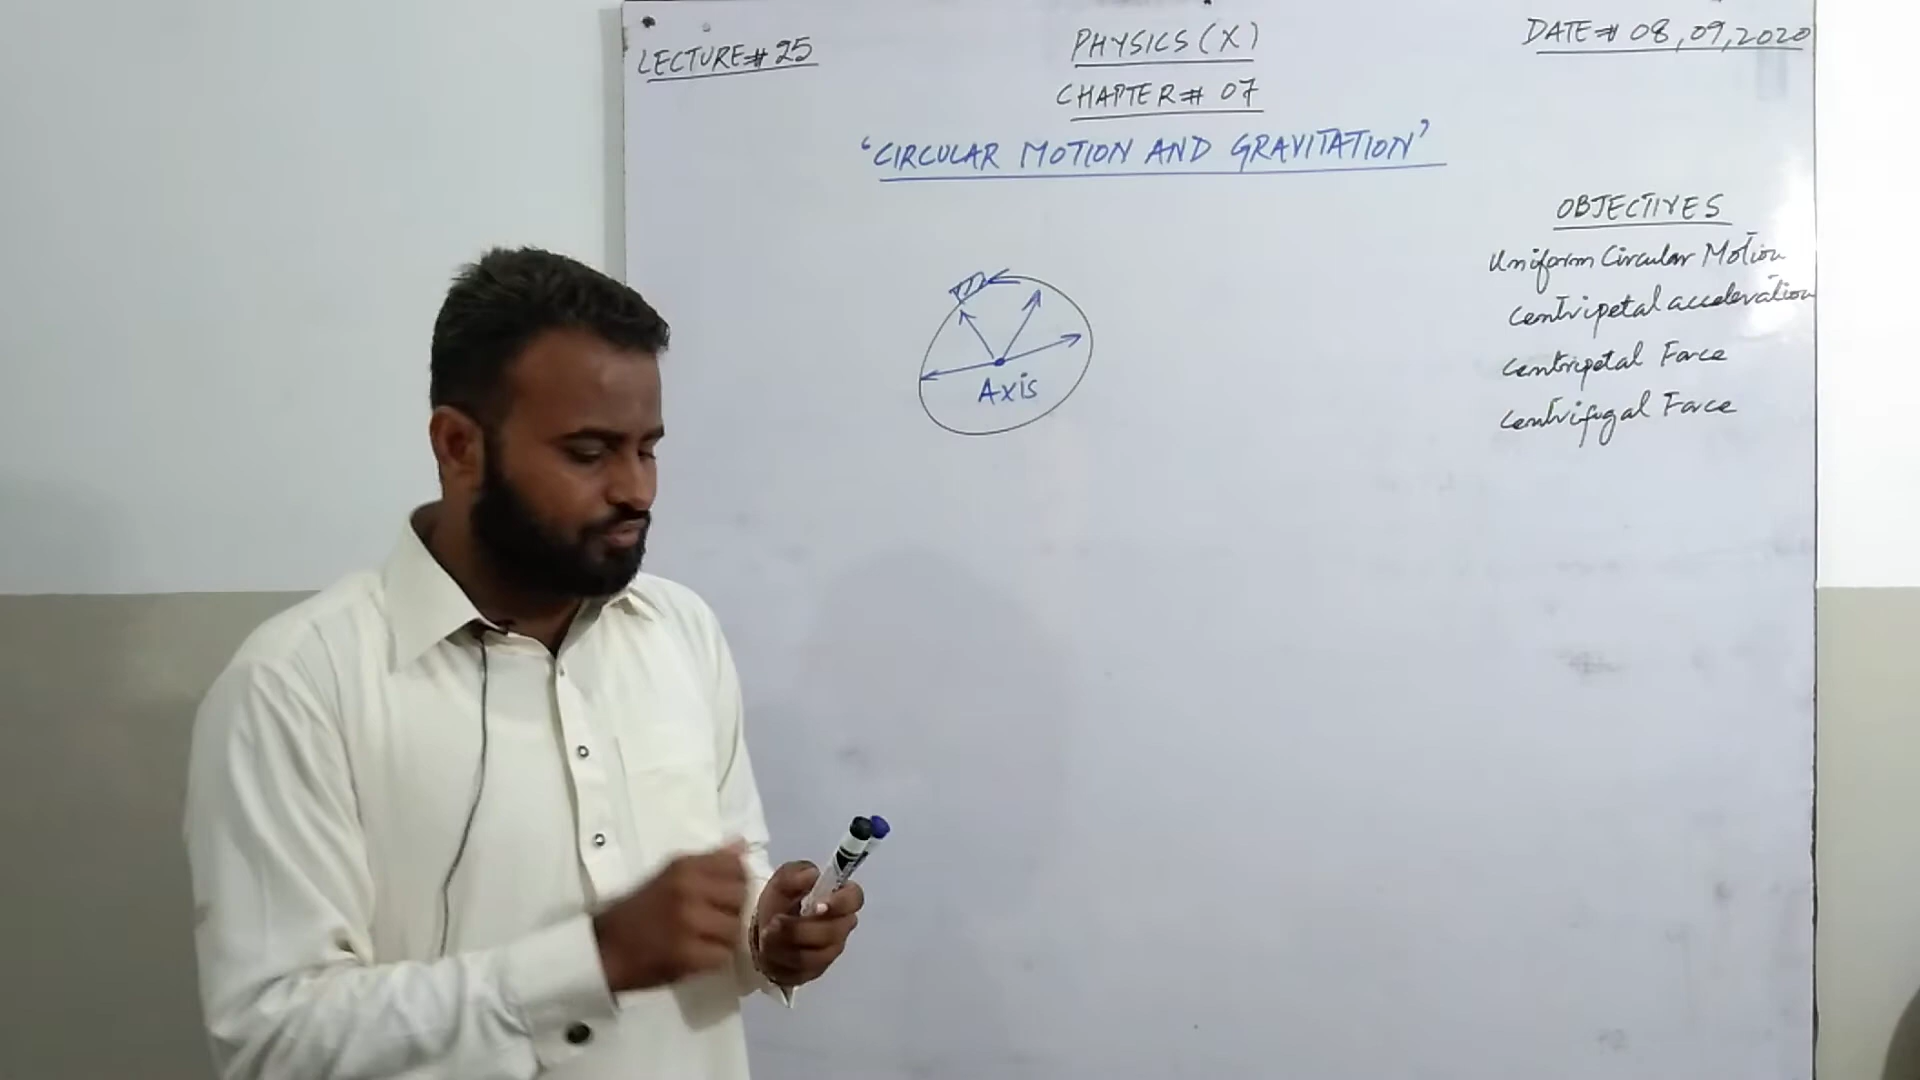 LECTURE# 25
PHYSICS (X)
DATE# 08,09,2020
CHAPTER# 07
‘CIRCULAR MOTION AND GRAVITATION’
OBJECTIVES
Uniform Circular Motion
Centripetal acceleration
Centripetal Force
Centrifugal Force
Axis